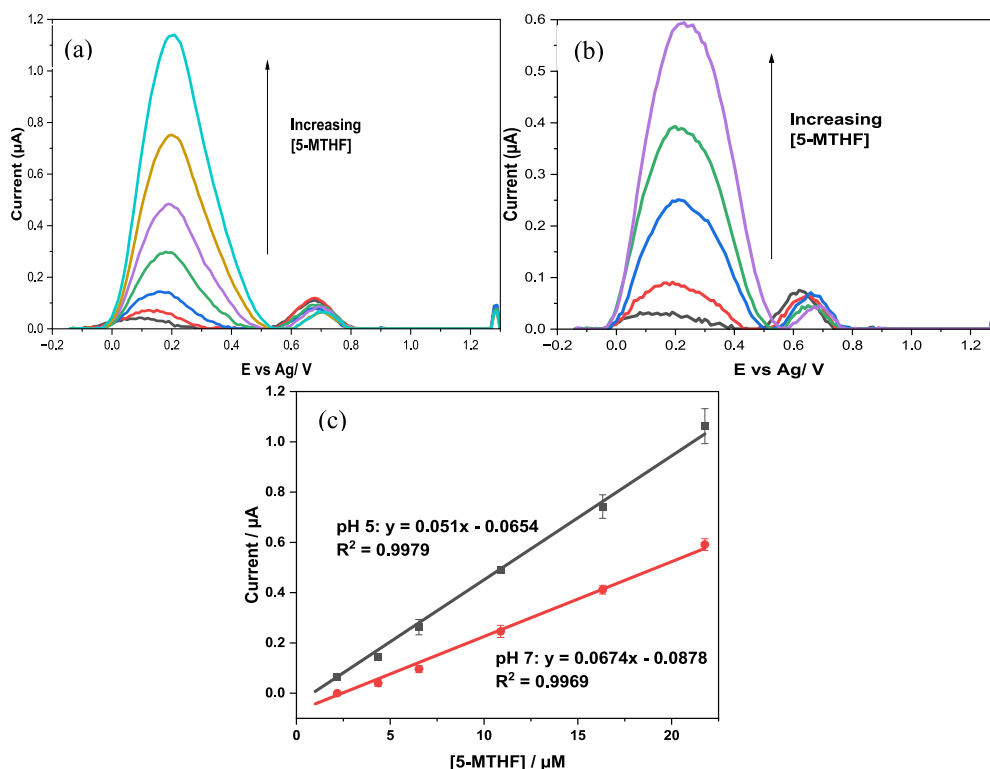 (a)
Increasing
[5-MTHF]
Current (µA)
1.2
1.0
0.8
0.6
0.4
0.2
0.0
−0.2 0.0 0.2 0.4 0.6 0.8 1.0 1.2
E vs Ag/ V
(b)
Increasing
[5-MTHF]
Current (µA)
0.6
0.5
0.4
0.3
0.2
0.1
0.0
−0.2 0.0 0.2 0.4 0.6 0.8 1.0 1.2
E vs Ag/ V
(c)
Current / µA
1.2
1.0
0.8
0.6
0.4
0.2
0.0
pH 5: y = 0.051x - 0.0654
R² = 0.9979
pH 7: y = 0.0674x - 0.0878
R² = 0.9969
0 5 10 15 20
[5-MTHF] / µM